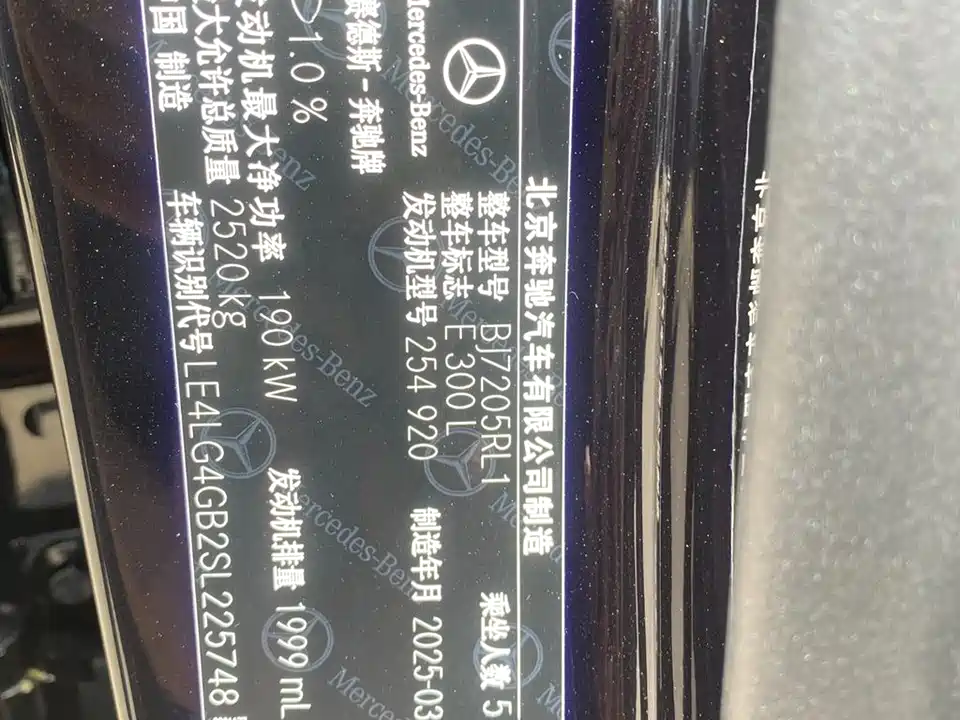 北京奔驰汽车有限公司制造
Mercedes-Benz
整车型号 BJ7205RL1 乘坐人数 5
整车标志 E 300 L
发动机型号 254 920 制造年月 2025-03
赛德斯-奔驰牌
1.0 %
发动机最大净功率 190 kW 发动机排量 1999 mL
最大允许总质量 2520 kg
国 制造 车辆识别代号 LE4LG4GB2SL225748